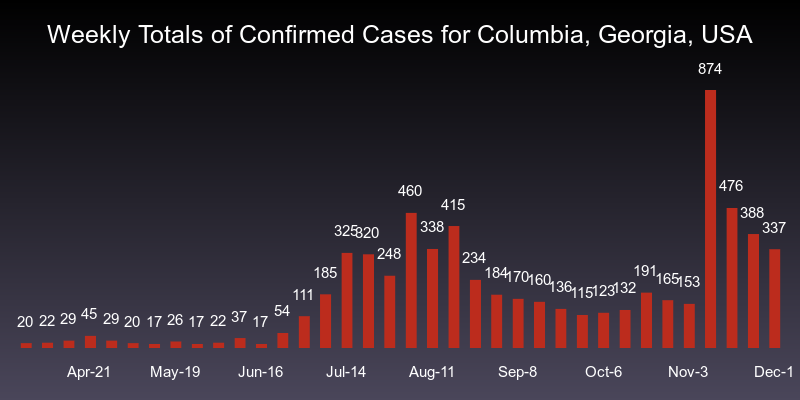 Weekly Totals of Confirmed Cases for Columbia, Georgia, USA
20 22 29 45 29 20 17 26 17 22 37 17 54 111 185 325 320 248 460 338 415 234 184 170 160 136 115 123 132 191 165 153 874 476 388 337
Apr-21 May-19 Jun-16 Jul-14 Aug-11 Sep-8 Oct-6 Nov-3 Dec-1